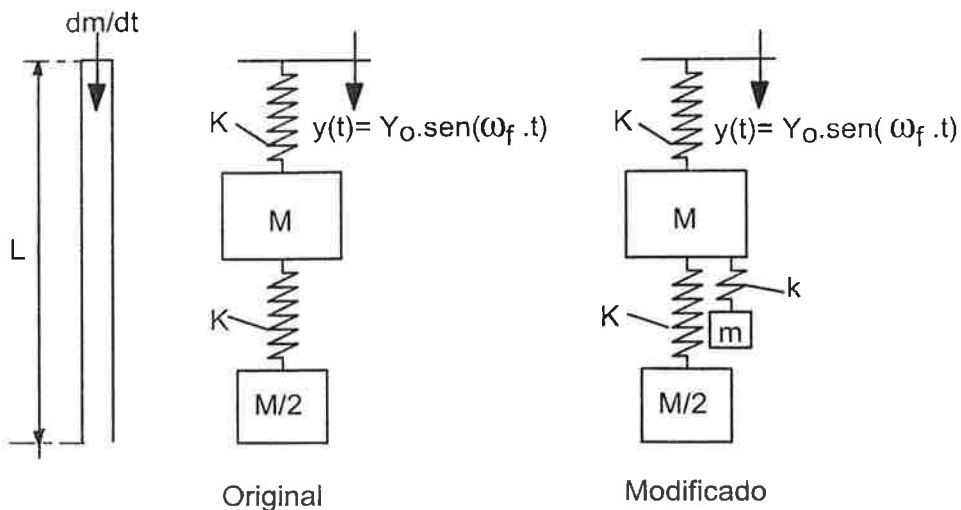 dm/dt
L
K
y(t)= Yo.sen(ωf .t)
M
K
M/2
Original
K
y(t)= Yo.sen( ωf .t)
M
k
K
m
M/2
Modificado